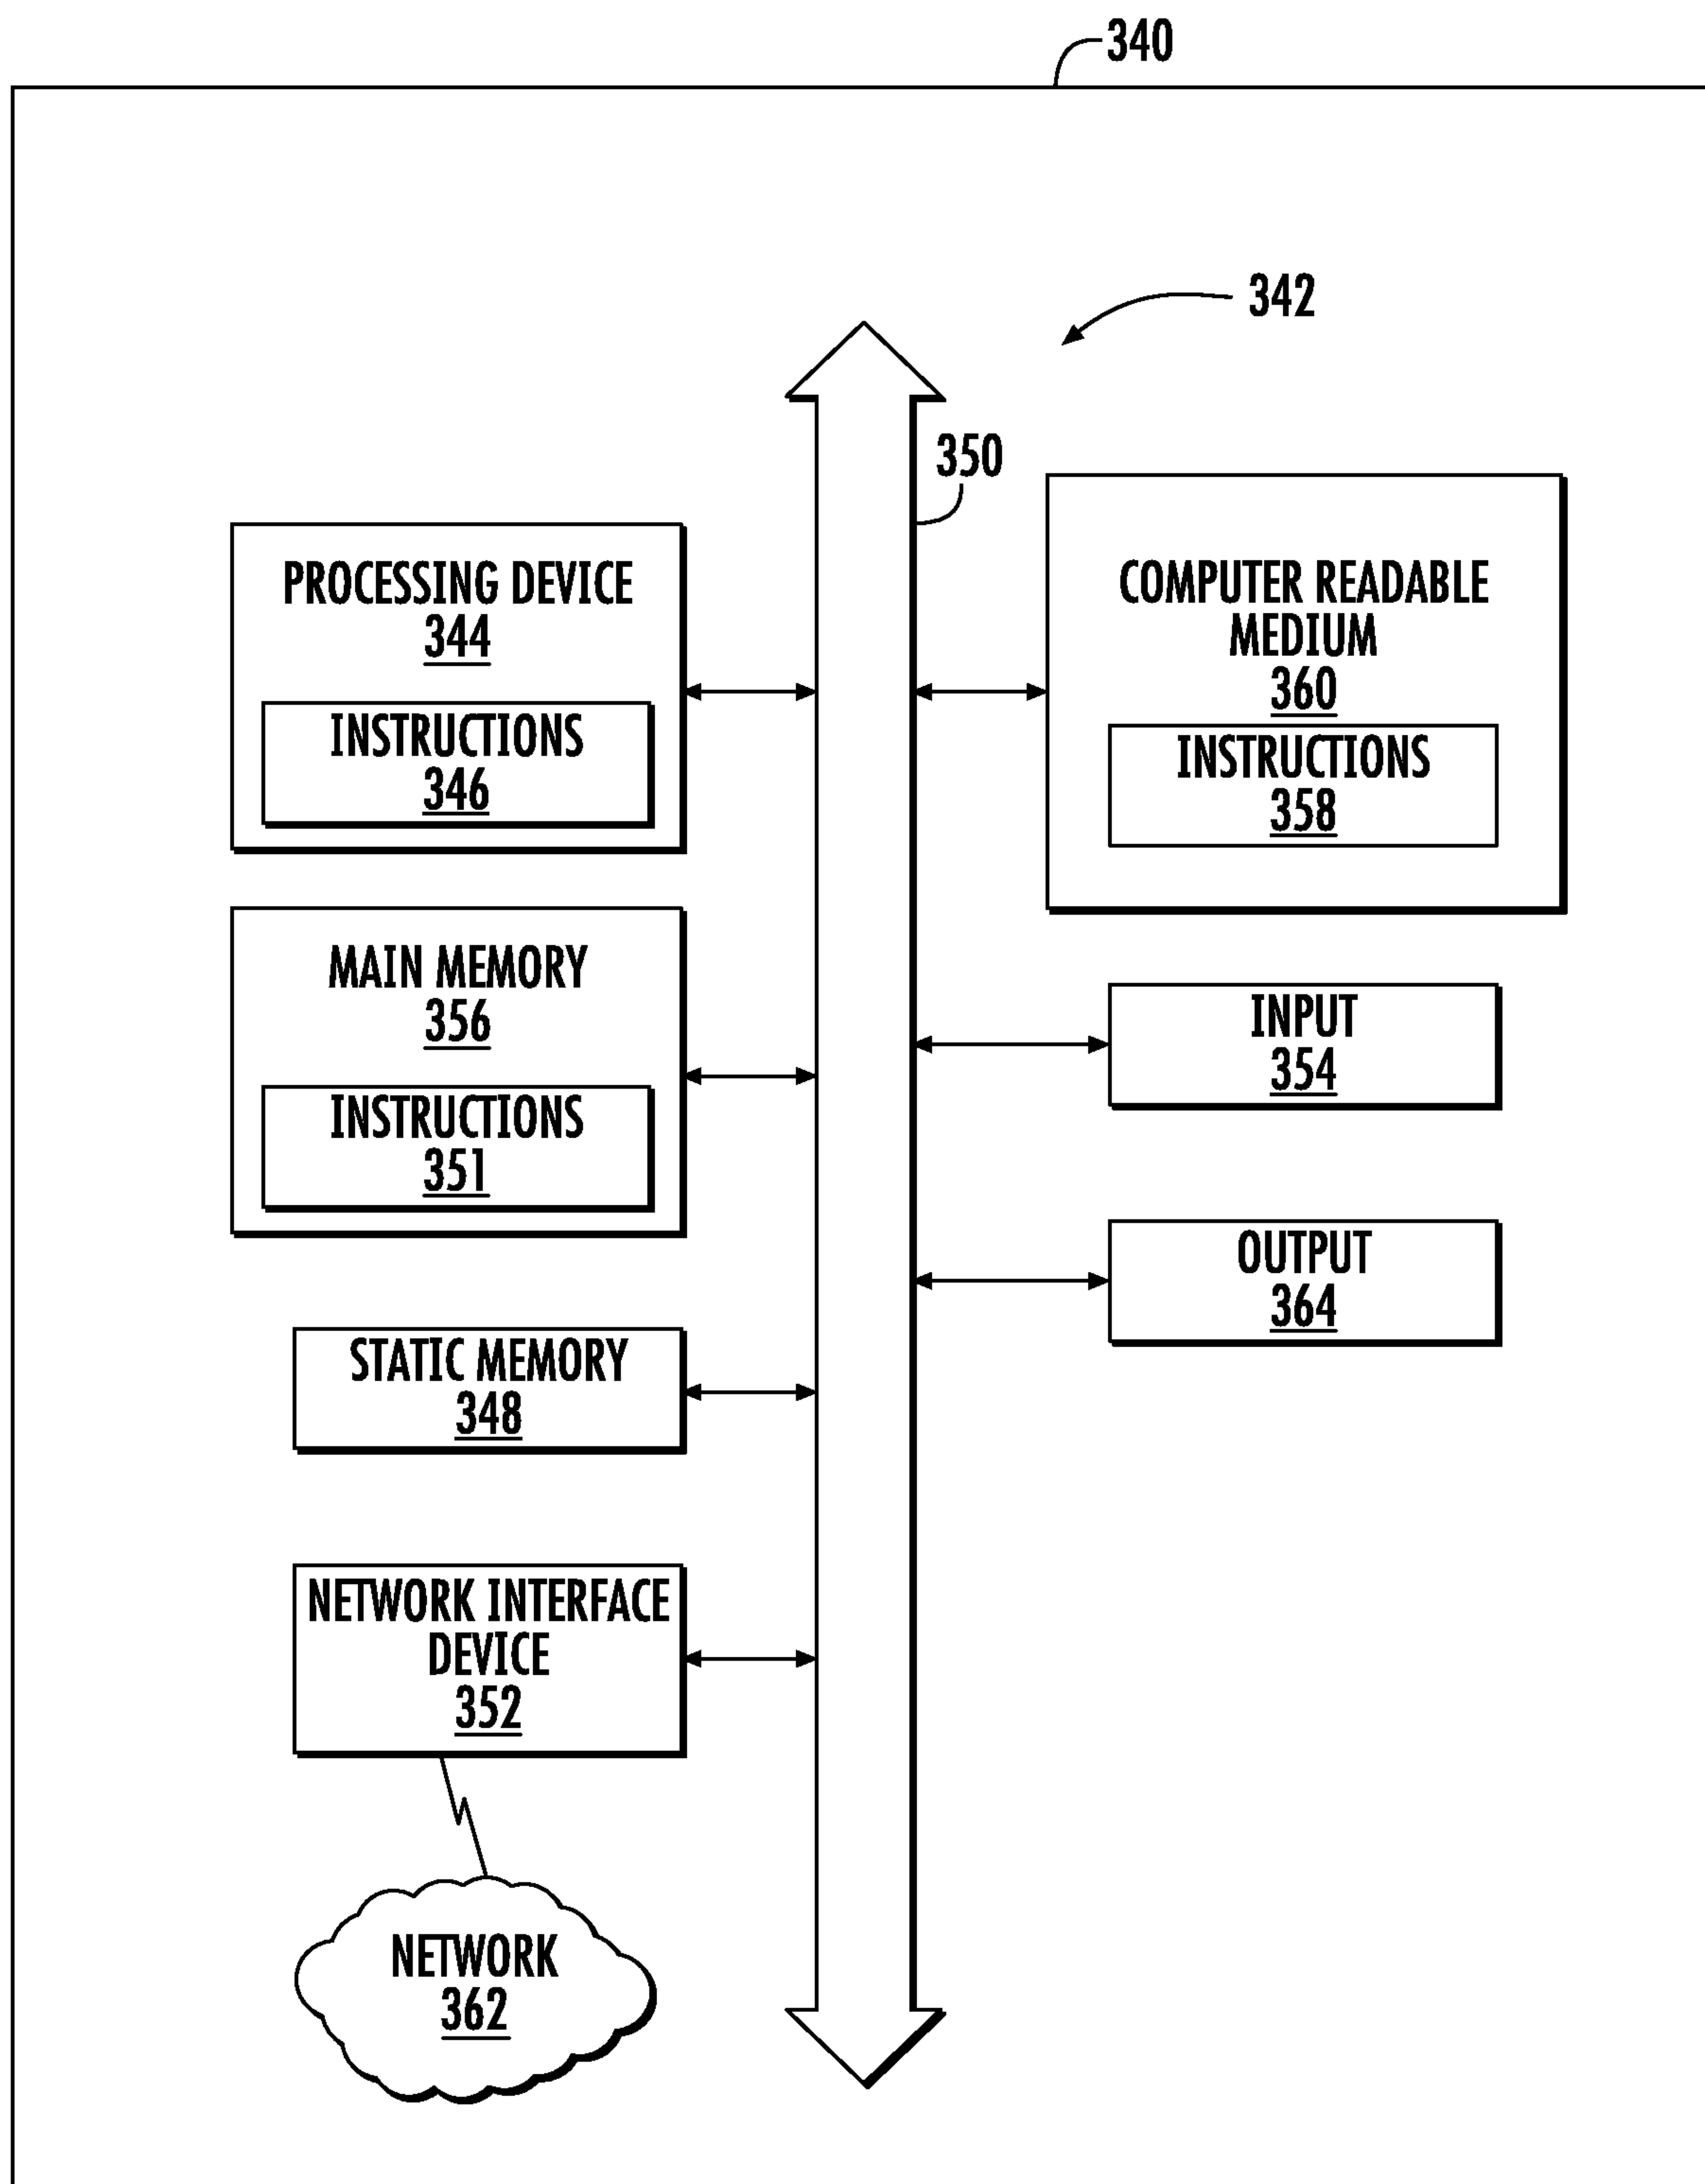 340
342
350
PROCESSING DEVICE
344
INSTRUCTIONS
346
COMPUTER READABLE
MEDIUM
360
INSTRUCTIONS
358
MAIN MEMORY
356
INSTRUCTIONS
351
INPUT
354
OUTPUT
364
STATIC MEMORY
348
NETWORK INTERFACE
DEVICE
352
NETWORK
362